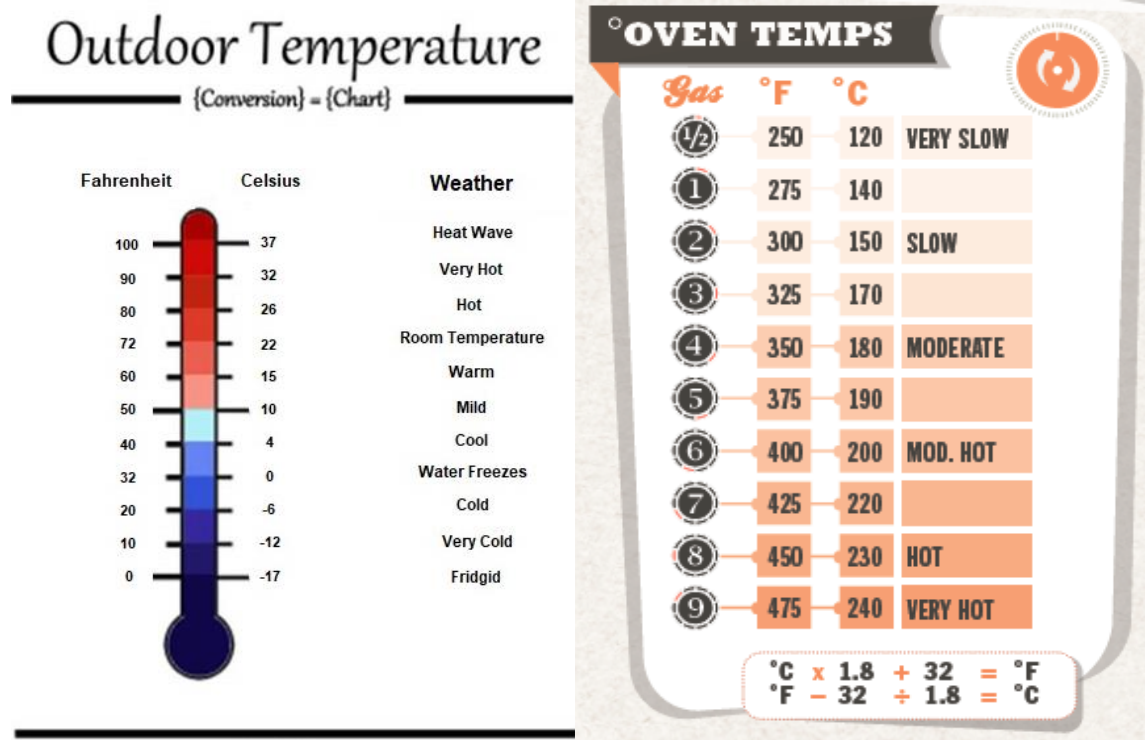 Outdoor Temperature
{Conversion} = {Chart}
Fahrenheit Celsius Weather
100 37 Heat Wave
90 32 Very Hot
80 26 Hot
72 22 Room Temperature
60 15 Warm
50 10 Mild
40 4 Cool
32 0 Water Freezes
20 -6 Cold
10 -12 Very Cold
0 -17 Fridgid
°OVEN TEMPS
Gas °F °C
1/2 250 120 VERY SLOW
1 275 140
2 300 150 SLOW
3 325 170
4 350 180 MODERATE
5 375 190
6 400 200 MOD. HOT
7 425 220
8 450 230 HOT
9 475 240 VERY HOT
°C x 1.8 + 32 = °F
°F − 32 ÷ 1.8 = °C